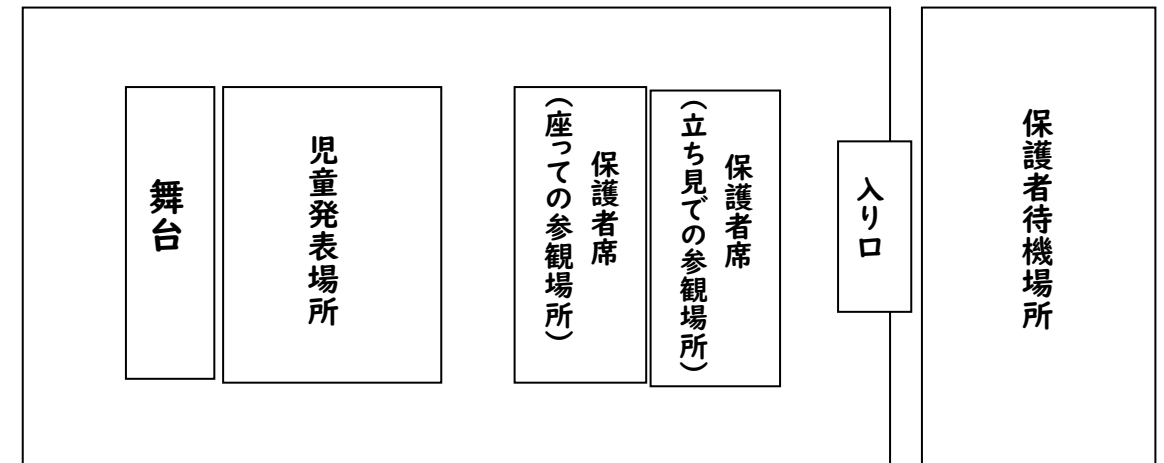 舞台
児童発表場所
保護者席
（座っての参観場所）
保護者席
（立ち見での参観場所）
入り口
保護者待機場所